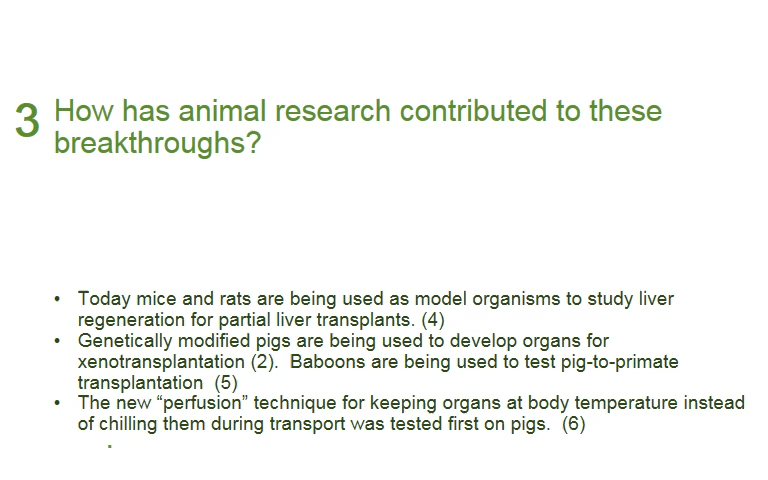 3 How has animal research contributed to these
breakthroughs?
• Today mice and rats are being used as model organisms to study liver
regeneration for partial liver transplants. (4)
• Genetically modified pigs are being used to develop organs for
xenotransplantation (2).  Baboons are being used to test pig-to-primate
transplantation  (5)
• The new “perfusion” technique for keeping organs at body temperature instead
of chilling them during transport was tested first on pigs.  (6)